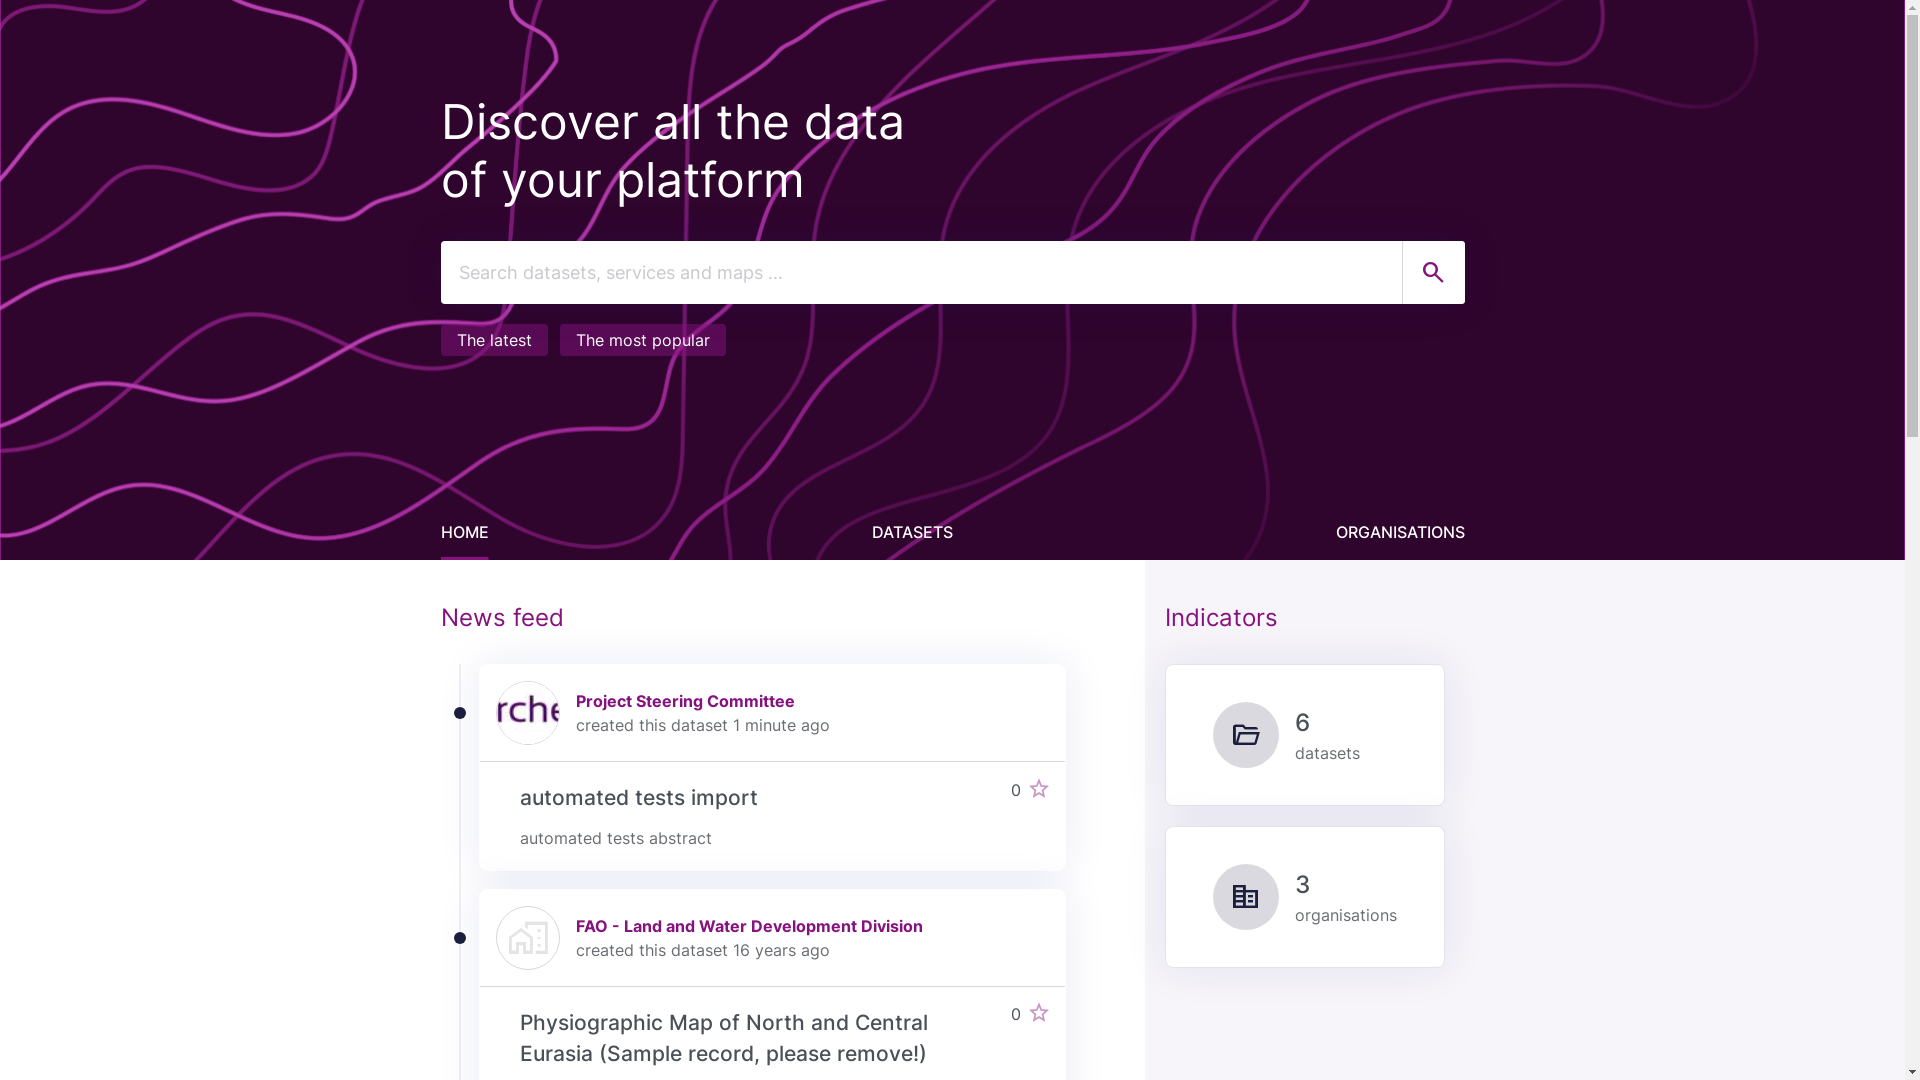 Discover all the data
of your platform
Search datasets, services and maps ...
The latest
The most popular
HOME
DATASETS
ORGANISATIONS
News feed
rche
Project Steering Committee
created this dataset 1 minute ago
automated tests import
0
automated tests abstract
FAO - Land and Water Development Division
created this dataset 16 years ago
Physiographic Map of North and Central
Eurasia (Sample record, please remove!)
0
Indicators
6
datasets
3
organisations